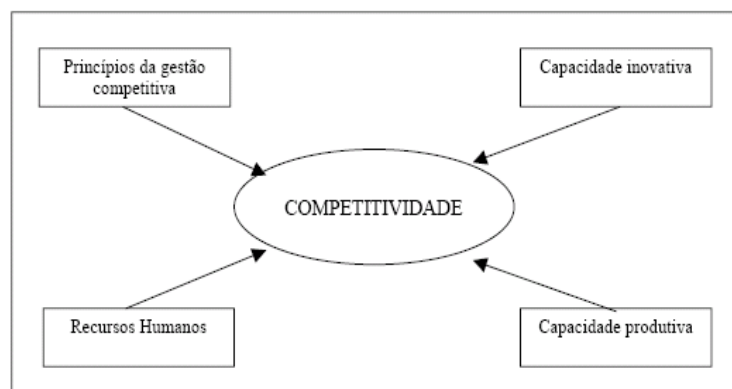 Princípios da gestão
competitiva
Capacidade inovativa
COMPETITIVIDADE
Recursos Humanos
Capacidade produtiva